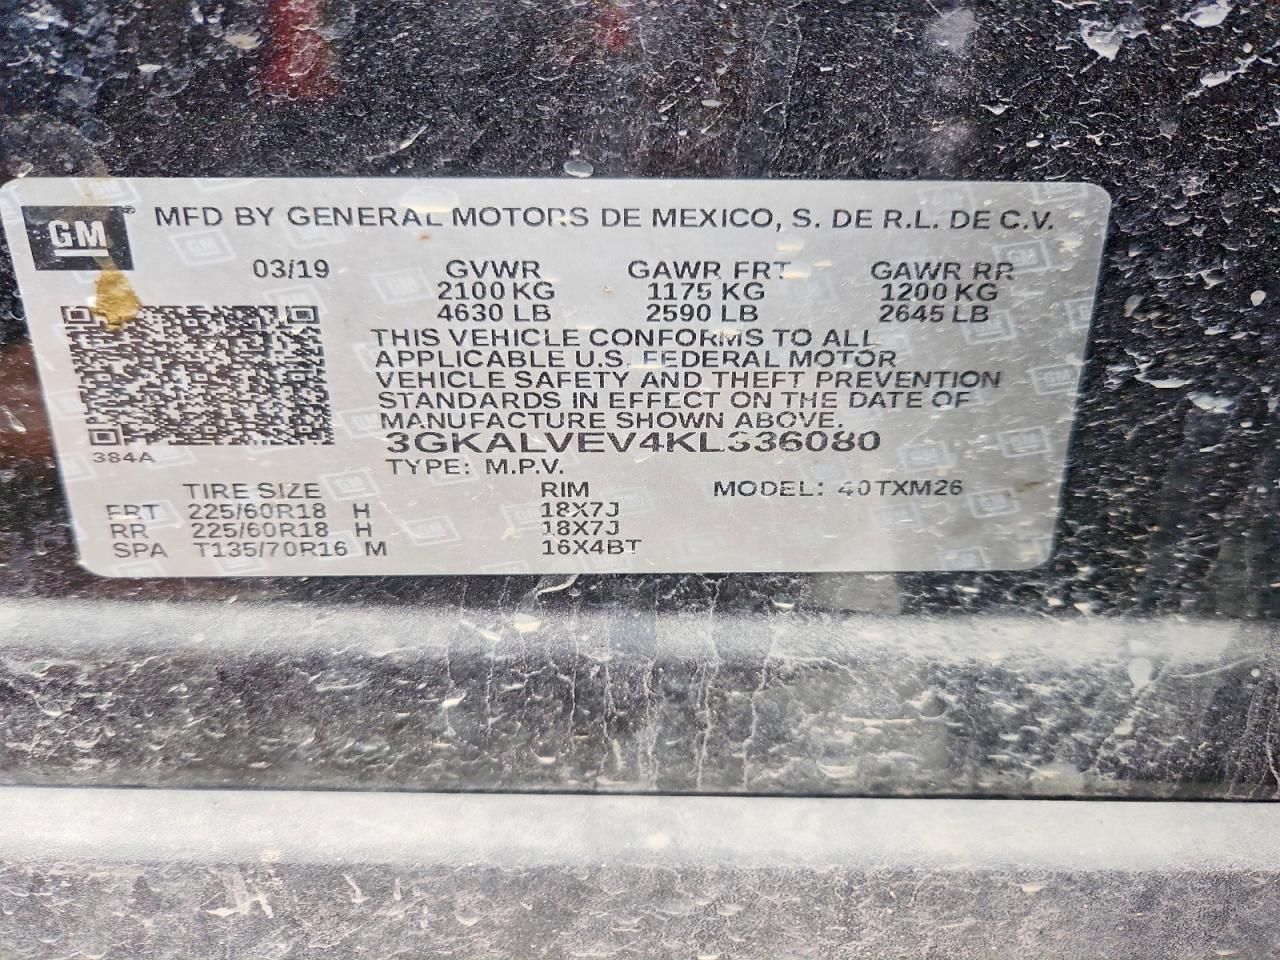 GM
MFD BY GENERAL MOTORS DE MEXICO, S. DE R.L. DE C.V.
03/19 GVWR GAWR FRT GAWR RR
2100 KG 1175 KG 1200 KG
4630 LB 2590 LB 2645 LB
THIS VEHICLE CONFORMS TO ALL
APPLICABLE U.S. FEDERAL MOTOR
VEHICLE SAFETY AND THEFT PREVENTION
STANDARDS IN EFFECT ON THE DATE OF
MANUFACTURE SHOWN ABOVE.
3GKALVEV4KL336080
384A
TYPE: M.P.V.
TIRE SIZE RIM MODEL: 40TXM26
FRT 225/60R18 H 18X7J
RR 225/60R18 H 18X7J
SPA T135/70R16 M 16X4BT